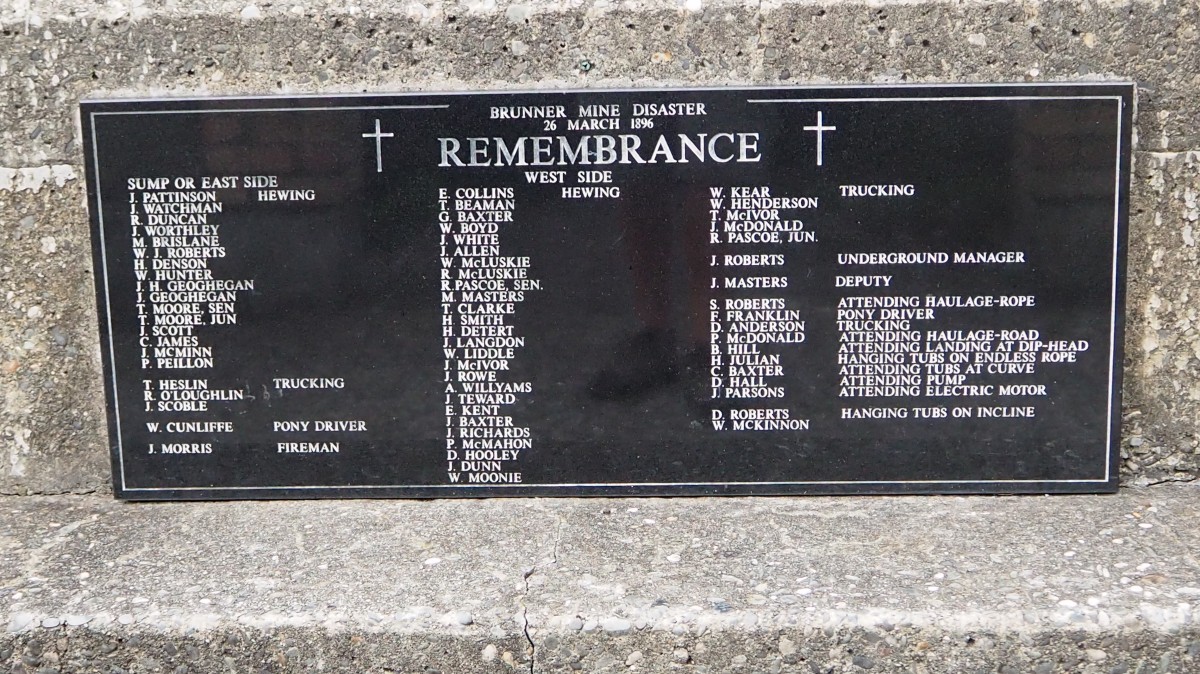 BRUNNER MINE DISASTER
26 MARCH 1896
REMEMBRANCE
SUMP OR EAST SIDE
J. PATTINSON HEWING
J. WATCHMAN
R. DUNCAN
J. WORTHLEY
M. BRISLANE
W. J. ROBERTS
H. DENSON
W. HUNTER
J. H. GEOGHEGAN
J. GEOGHEGAN
T. MOORE, SEN
T. MOORE, JUN
J. SCOTT
C. JAMES
J. MCMINN
P. PEILLON
T. HESLIN TRUCKING
R. O'LOUGHLIN
J. SCOBLE
W. CUNLIFFE PONY DRIVER
J. MORRIS FIREMAN
WEST SIDE
E. COLLINS HEWING
T. BEAMAN
G. BAXTER
W. BOYD
J. WHITE
J. ALLEN
W. McLUSKIE
R. McLUSKIE
R. PASCOE, SEN.
M. MASTERS
T. CLARKE
H. SMITH
H. DETERT
J. LANGDON
W. LIDDLE
J. McIVOR
J. ROWE
A. WILLYAMS
J. TEWARD
E. KENT
J. BAXTER
J. RICHARDS
P. McMAHON
D. HOOLEY
J. DUNN
W. MOONIE
W. KEAR TRUCKING
W. HENDERSON
T. McIVOR
J. McDONALD
R. PASCOE, JUN.
J. ROBERTS UNDERGROUND MANAGER
J. MASTERS DEPUTY
S. ROBERTS ATTENDING HAULAGE-ROPE
F. FRANKLIN PONY DRIVER
D. ANDERSON TRUCKING
P. McDONALD ATTENDING HAULAGE-ROAD
B. HILL ATTENDING LANDING AT DIP-HEAD
H. JULIAN HANGING TUBS ON ENDLESS ROPE
C. BAXTER ATTENDING TUBS AT CURVE
D. HALL ATTENDING PUMP
J. PARSONS ATTENDING ELECTRIC MOTOR
D. ROBERTS HANGING TUBS ON INCLINE
W. MCKINNON